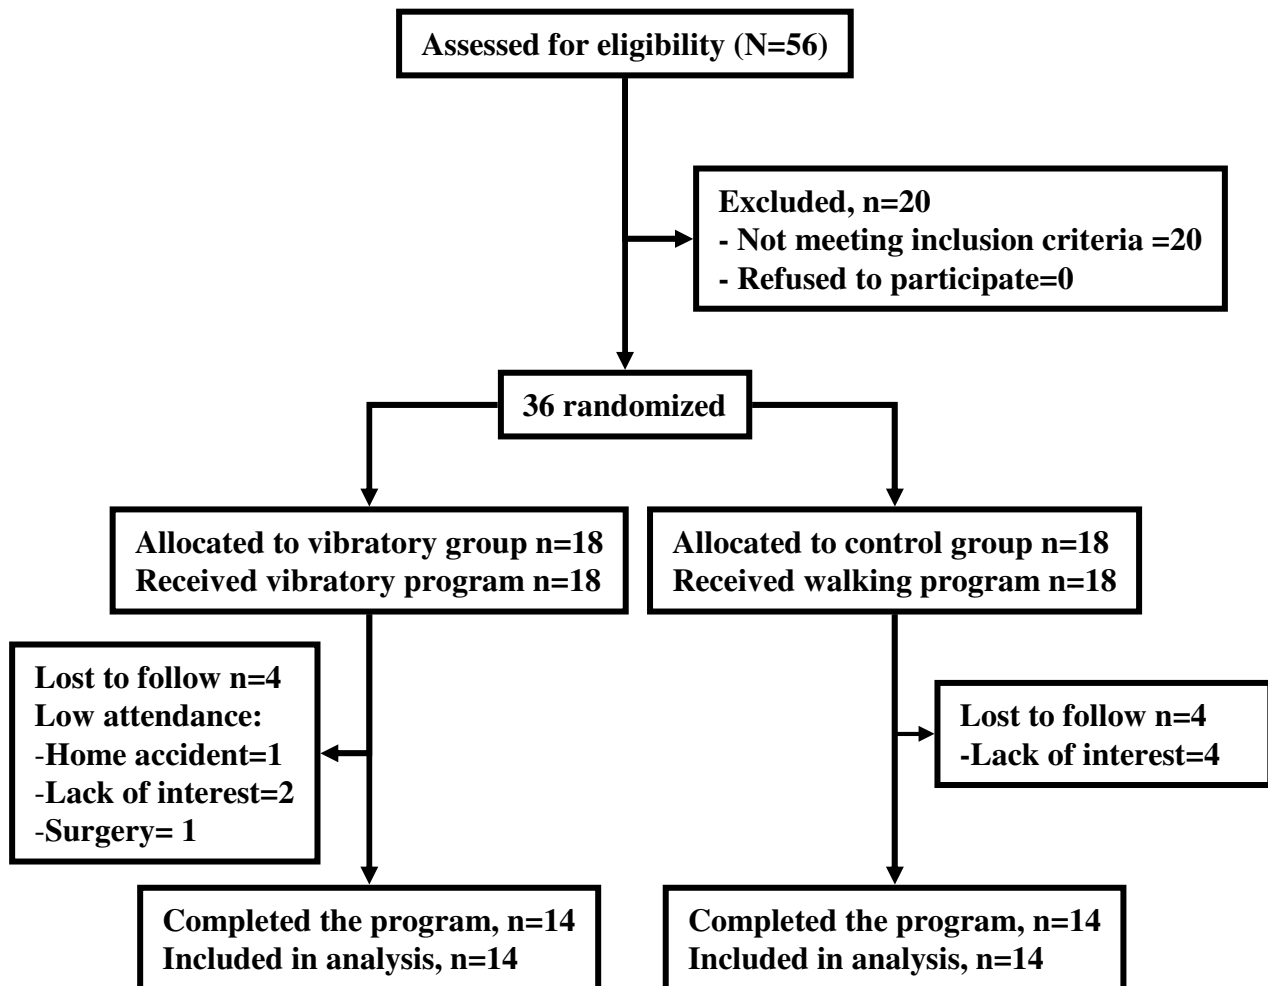 Assessed for eligibility (N=56)
Excluded, n=20
- Not meeting inclusion criteria =20
- Refused to participate=0
36 randomized
Allocated to vibratory group n=18
Received vibratory program n=18
Allocated to control group n=18
Received walking program n=18
Lost to follow n=4
Low attendance:
-Home accident=1
-Lack of interest=2
-Surgery= 1
Lost to follow n=4
-Lack of interest=4
Completed the program, n=14
Included in analysis, n=14
Completed the program, n=14
Included in analysis, n=14